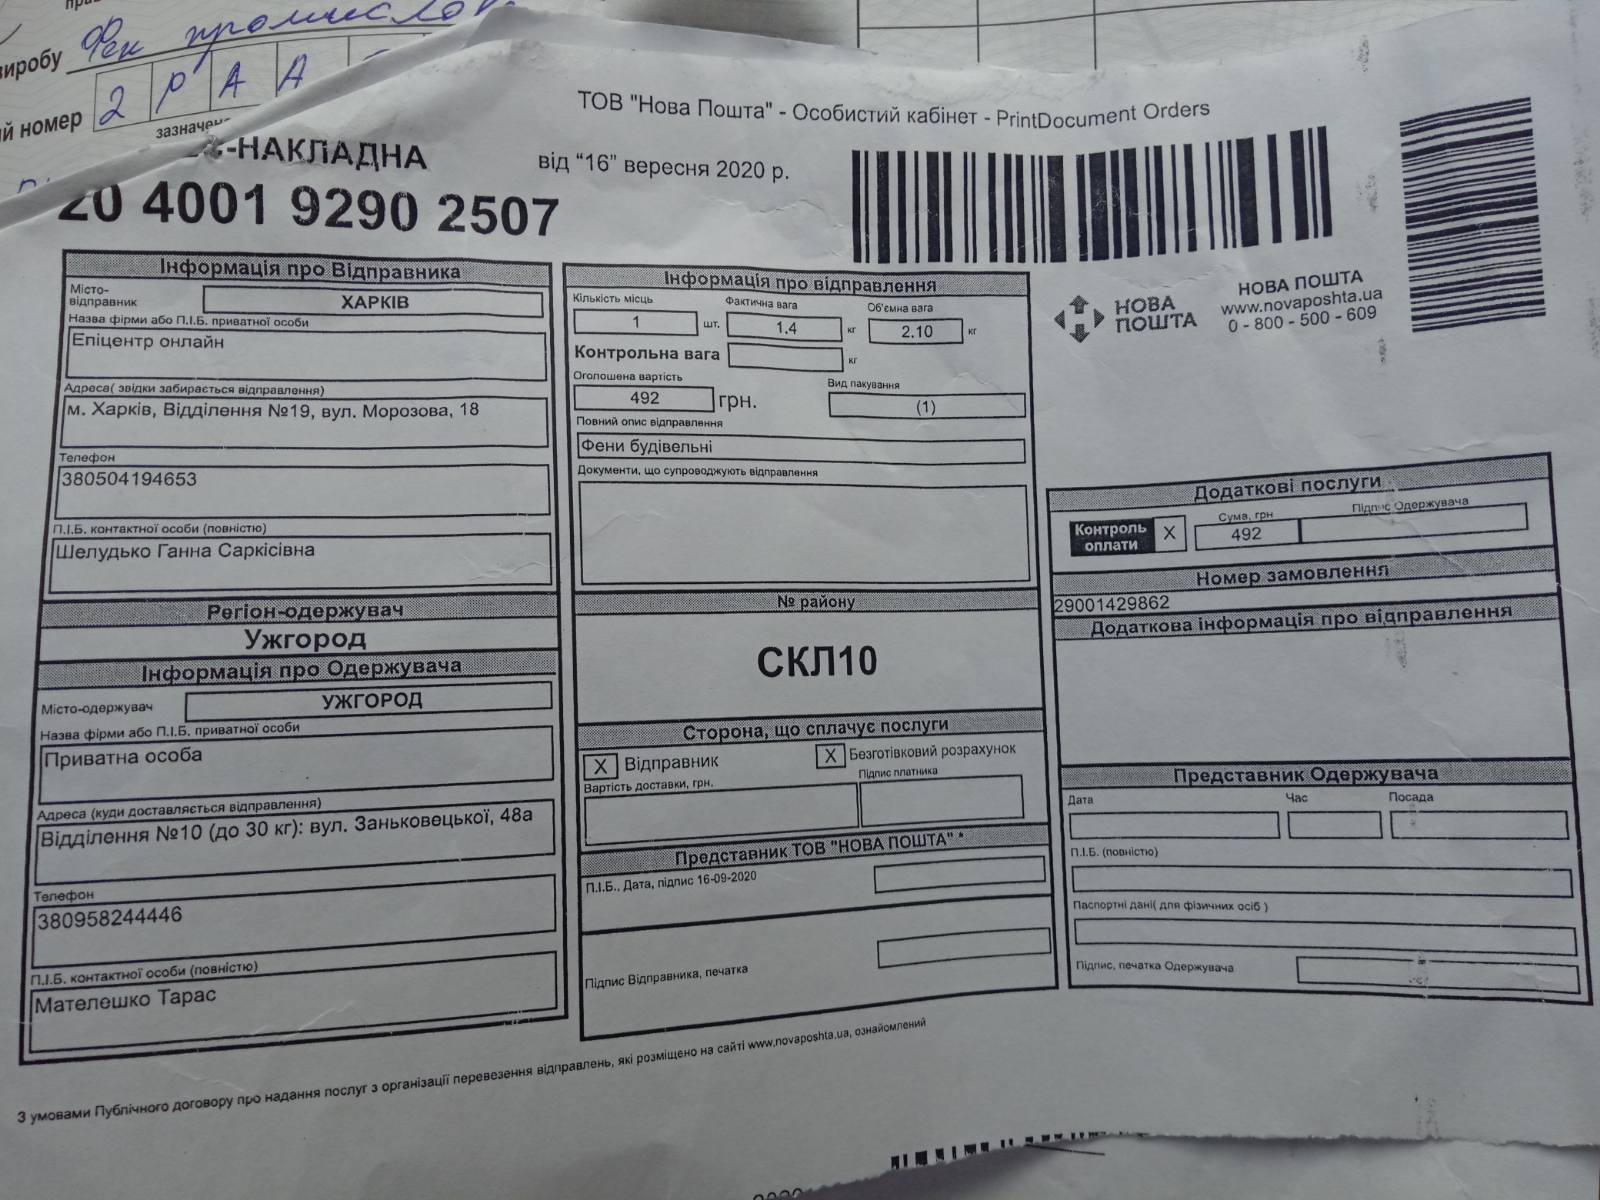 виробу Фен промислов
й номер 2 Р А А
зазначен
ТОВ "Нова Пошта" - Особистий кабінет - PrintDocument Orders
-НАКЛАДНА
від “16” вересня 2020 р.
20 4001 9290 2507
НОВА ПОШТА
НОВА ПОШТА
www.novaposhta.ua
0 - 800 - 500 - 609
Інформація про Відправника
Місто-відправник
ХАРКІВ
Назва фірми або П.І.Б. приватної особи
Епіцентр онлайн
Адреса( звідки забирається відправлення)
м. Харків, Відділення №19, вул. Морозова, 18
Телефон
380504194653
П.І.Б. контактної особи (повністю)
Шелудько Ганна Саркісівна
Регіон-одержувач
Ужгород
Інформація про Одержувача
Місто-одержувач
УЖГОРОД
Назва фірми або П.І.Б. приватної особи
Приватна особа
Адреса (куди доставляється відправлення)
Відділення №10 (до 30 кг): вул. Заньковецької, 48а
Телефон
380958244446
П.І.Б. контактної особи (повністю)
Мателешко Тарас
Інформація про відправлення
Кількість місць Фактична вага Об'ємна вага
1 шт. 1.4 кг 2.10 кг
Контрольна вага кг
Оголошена вартість Вид пакування
492 грн. (1)
Повний опис відправлення
Фени будівельні
Документи, що супроводжують відправлення
№ району
СКЛ10
Сторона, що сплачує послуги
X Відправник X Безготівковий розрахунок
Вартість доставки, грн. Підпис платника
Представник ТОВ "НОВА ПОШТА" *
П.І.Б., Дата, підпис 16-09-2020
Підпис Відправника, печатка
Додаткові послуги
Контроль оплати X
Сума, грн Підпис Одержувача
492
Номер замовлення
29001429862
Додаткова інформація про відправлення
Представник Одержувача
Дата Час Посада
П.І.Б. (повністю)
Паспортні дані( для фізичних осіб )
Підпис, печатка Одержувача
З умовами Публічного договору про надання послуг з організації перевезення відправлень, які розміщено на сайті www.novaposhta.ua, ознайомлений